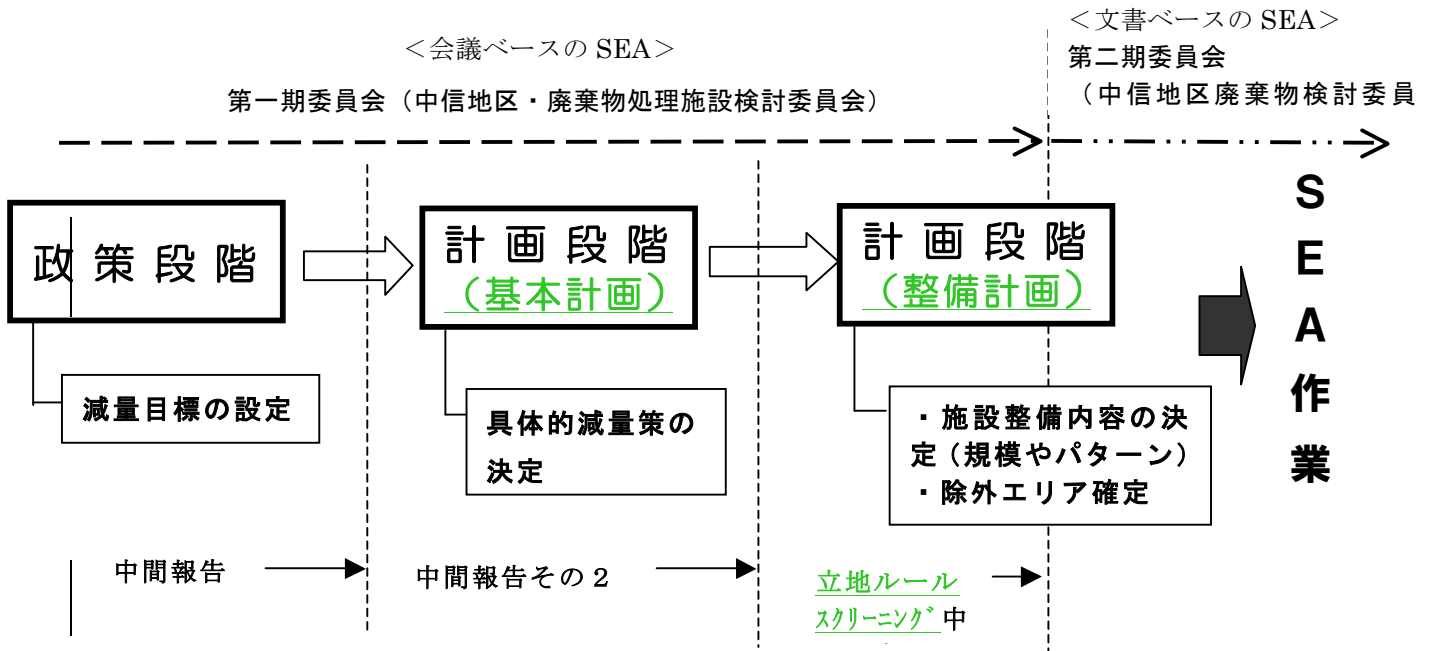 ＜会議ベースの SEA＞
第一期委員会（中信地区・廃棄物処理施設検討委員会）
＜文書ベースの SEA＞
第二期委員会
（中信地区廃棄物検討委員
政策段階
計画段階
（基本計画）
計画段階
（整備計画）
SEA作業
減量目標の設定
具体的減量策の
決定
・施設整備内容の決
定（規模やパターン）
・除外エリア確定
中間報告
中間報告その２
立地ルール
ｽｸﾘｰﾆﾝｸﾞ中